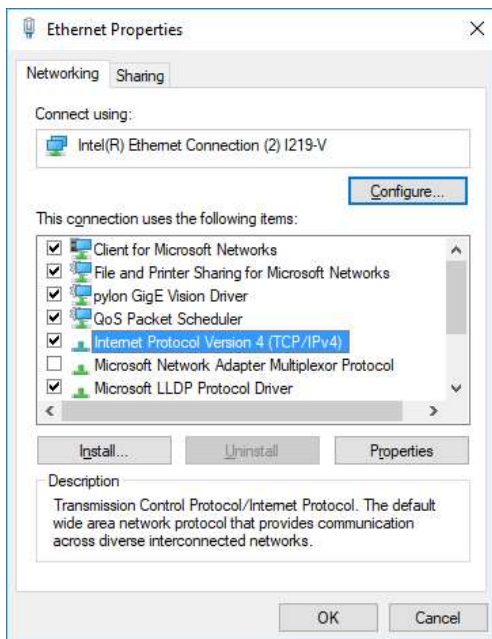 Ethernet Properties
Networking
Sharing
Connect using:
Intel(R) Ethernet Connection (2) I219-V
Configure...
This connection uses the following items:
Client for Microsoft Networks
File and Printer Sharing for Microsoft Networks
pylon GigE Vision Driver
QoS Packet Scheduler
Internet Protocol Version 4 (TCP/IPv4)
Microsoft Network Adapter Multiplexor Protocol
Microsoft LLDP Protocol Driver
Install...
Uninstall
Properties
Description
Transmission Control Protocol/Internet Protocol. The default
wide area network protocol that provides communication
across diverse interconnected networks.
OK
Cancel